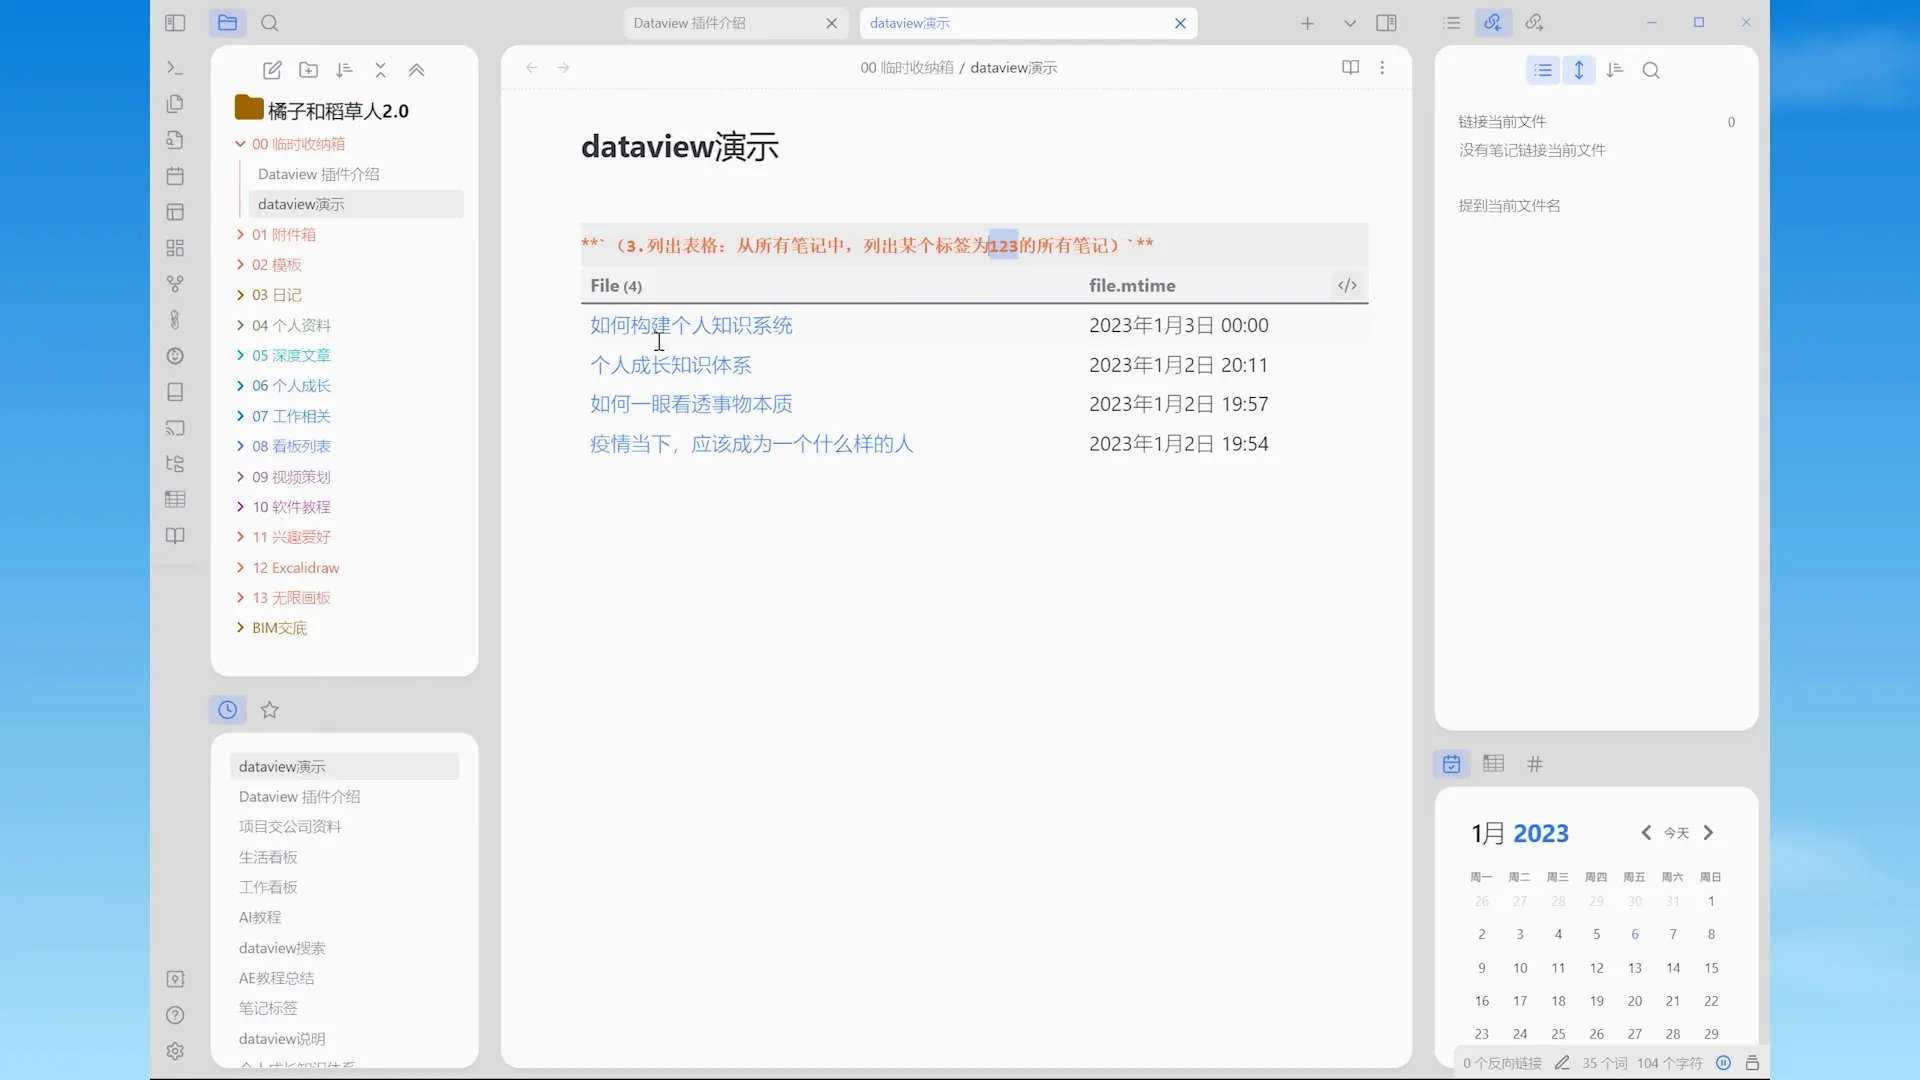 Dataview 插件介绍
dataview演示
橘子和稻草人2.0
00 临时收纳箱
Dataview 插件介绍
dataview演示
01 附件箱
02 模板
03 日记
04 个人资料
05 深度文章
06 个人成长
07 工作相关
08 看板列表
09 视频策划
10 软件教程
11 兴趣爱好
12 Excalidraw
13 无限画板
BIM交底
dataview演示
Dataview 插件介绍
项目交公司资料
生活看板
工作看板
AI教程
dataview搜索
AE教程总结
笔记标签
dataview说明
个人成长知识体系
00 临时收纳箱 / dataview演示
dataview演示
**`（3.列出表格：从所有笔记中，列出某个标签为123的所有笔记）`**
File (4) file.mtime </>
如何构建个人知识系统 2023年1月3日 00:00
个人成长知识体系 2023年1月2日 20:11
如何一眼看透事物本质 2023年1月2日 19:57
疫情当下，应该成为一个什么样的人 2023年1月2日 19:54
链接当前文件 0
没有笔记链接当前文件
提到当前文件名
1月 2023 今天
周一 周二 周三 周四 周五 周六 周日
26 27 28 29 30 31 1
2 3 4 5 6 7 8
9 10 11 12 13 14 15
16 17 18 19 20 21 22
23 24 25 26 27 28 29
0 个反向链接 35 个词 104 个字符